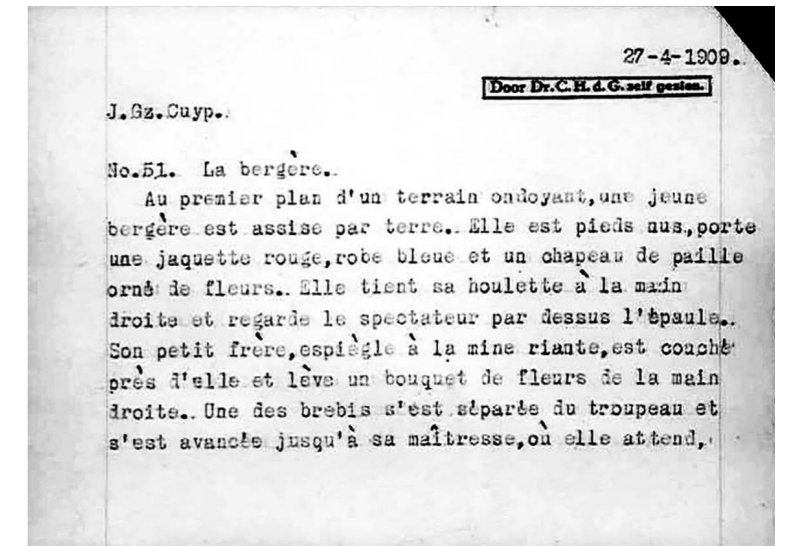 27-4-1909.
Door Dr. C. H. d. G. zelf gezien.
J.Gz.Cuyp.
No.51. La bergère.
Au premier plan d'un terrain ondoyant,une jeune
bergère est assise par terre. Elle est pieds nus,porte
une jaquette rouge,robe bleue et un chapeau de paille
orné de fleurs. Elle tient sa houlette à la main
droite et regarde le spectateur par dessus l'épaule.
Son petit frère,espiègle à la mine riante,est couché
près d'elle et lève un bouquet de fleurs de la main
droite. Une des brebis s'est séparée du troupeau et
s'est avancée jusqu'à sa maîtresse,où elle attend,